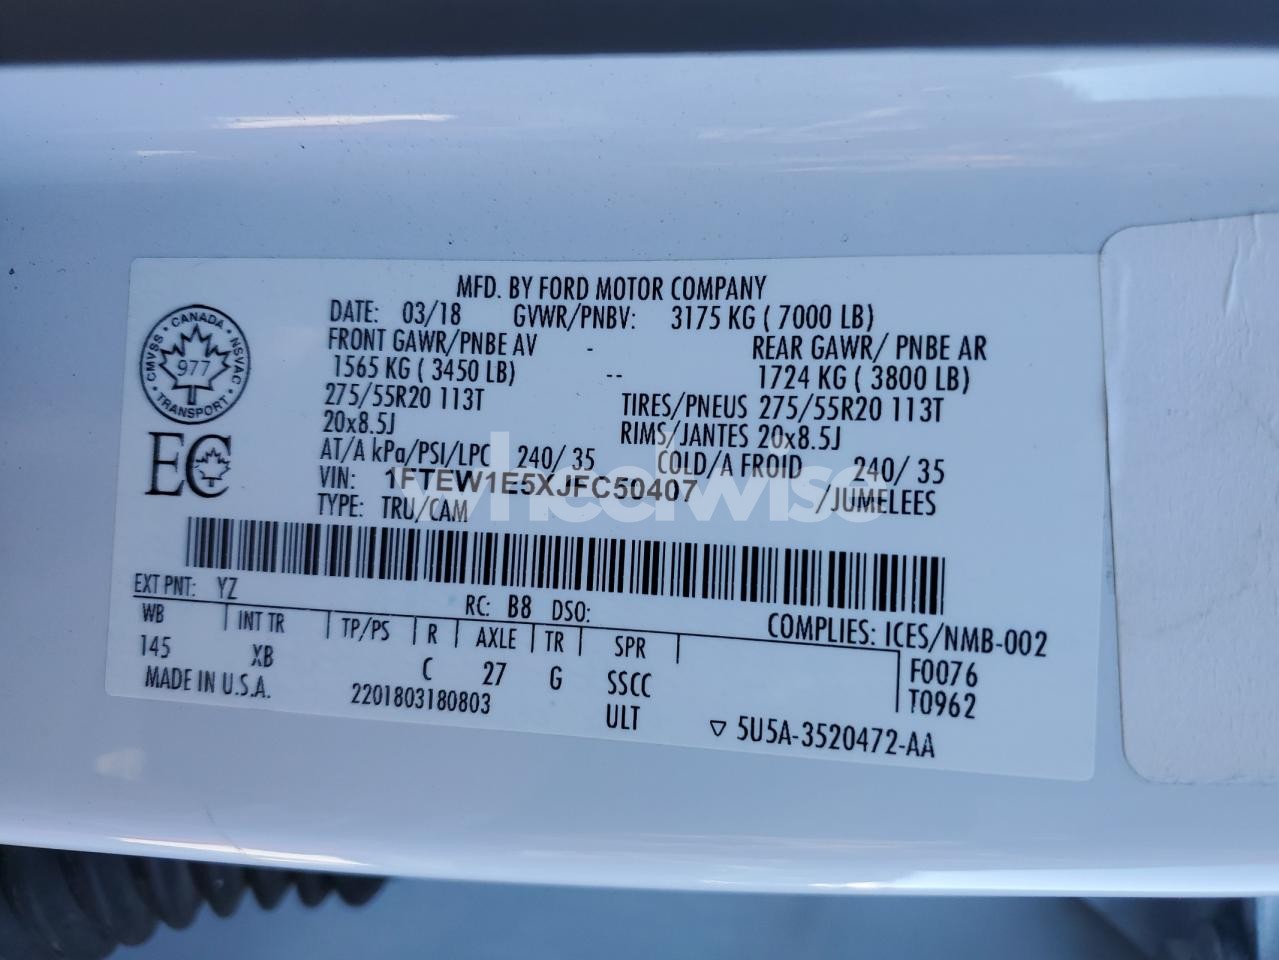 MFD. BY FORD MOTOR COMPANY
DATE: 03/18 GVWR/PNBV: 3175 KG ( 7000 LB)
FRONT GAWR/PNBE AV - REAR GAWR/ PNBE AR
1565 KG ( 3450 LB) -- 1724 KG ( 3800 LB)
275/55R20 113T TIRES/PNEUS 275/55R20 113T
20x8.5J RIMS/JANTES 20x8.5J
AT/A kPa/PSI/LPC 240/ 35 COLD/A FROID 240/ 35
VIN: 1FTEW1E5XJFC50407 /JUMELEES
TYPE: TRU/CAM
wheelwise
CANADA
CMVSS NSVAC
977
TRANSPORT
EC
EXT PNT: YZ RC: B8 DSO:
COMPLIES: ICES/NMB-002
WB INT TR TP/PS R AXLE TR SPR
145 XB C 27 G SSCC F0076
MADE IN U.S.A. 2201803180803 ULT T0962
5U5A-3520472-AA